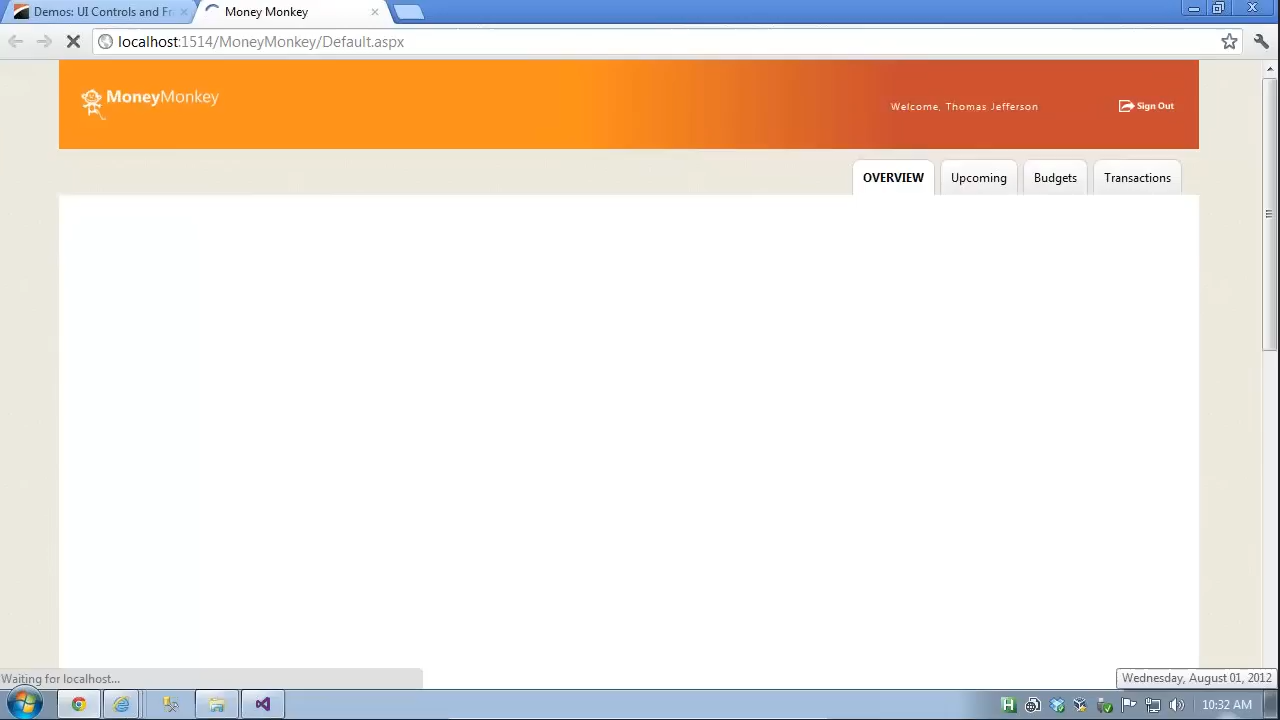 Demos: UI Controls and Fr
Money Monkey
localhost:1514/MoneyMonkey/Default.aspx
MoneyMonkey
Welcome, Thomas Jefferson
Sign Out
OVERVIEW
Upcoming
Budgets
Transactions
Waiting for localhost...
Wednesday, August 01, 2012
10:32 AM